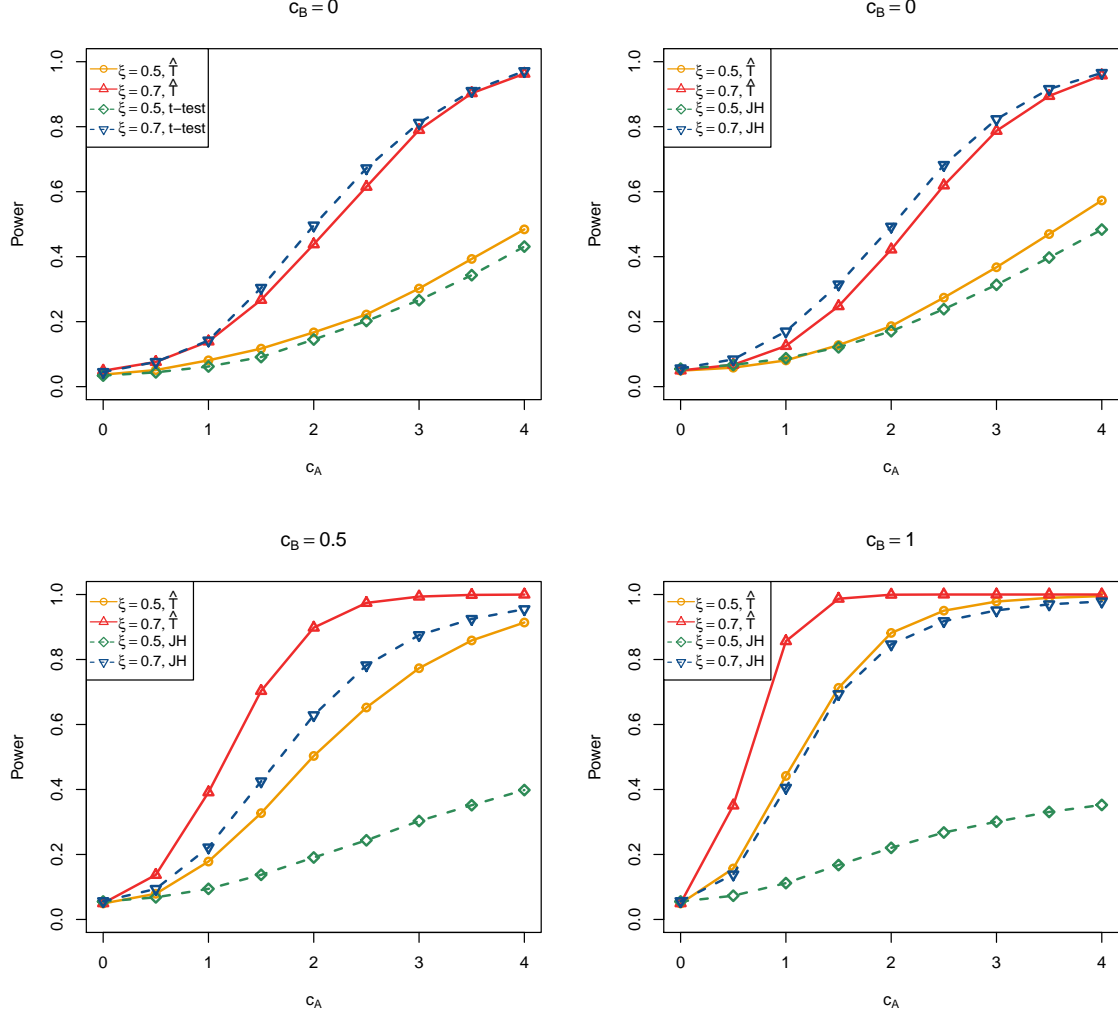 c_B = 0
ξ = 0.5, T̂
ξ = 0.7, T̂
ξ = 0.5, t−test
ξ = 0.7, t−test
Power
0.0 0.2 0.4 0.6 0.8 1.0
0 1 2 3 4
c_A
c_B = 0
ξ = 0.5, T̂
ξ = 0.7, T̂
ξ = 0.5, JH
ξ = 0.7, JH
Power
0.0 0.2 0.4 0.6 0.8 1.0
0 1 2 3 4
c_A
c_B = 0.5
ξ = 0.5, T̂
ξ = 0.7, T̂
ξ = 0.5, JH
ξ = 0.7, JH
Power
0.0 0.2 0.4 0.6 0.8 1.0
0 1 2 3 4
c_A
c_B = 1
ξ = 0.5, T̂
ξ = 0.7, T̂
ξ = 0.5, JH
ξ = 0.7, JH
Power
0.0 0.2 0.4 0.6 0.8 1.0
0 1 2 3 4
c_A